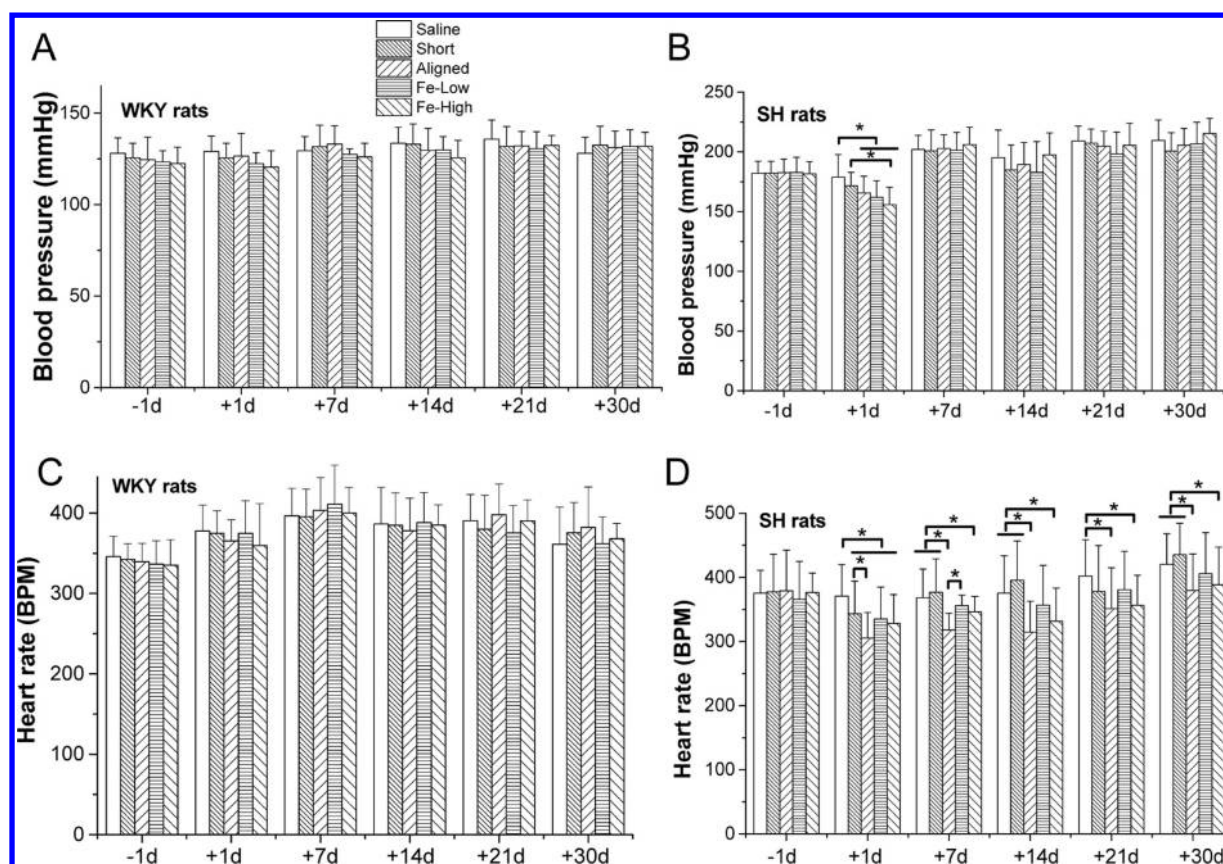 A
WKY rats
Saline
Short
Aligned
Fe-Low
Fe-High
Blood pressure (mmHg)
150
100
50
0
-1d +1d +7d +14d +21d +30d
B
SH rats
Blood pressure (mmHg)
250
200
150
100
50
0
* *
-1d +1d +7d +14d +21d +30d
C
WKY rats
Heart rate (BPM)
400
300
200
100
0
-1d +1d +7d +14d +21d +30d
D
SH rats
Heart rate (BPM)
500
400
300
200
100
0
* * * * * * * * * * *
-1d +1d +7d +14d +21d +30d